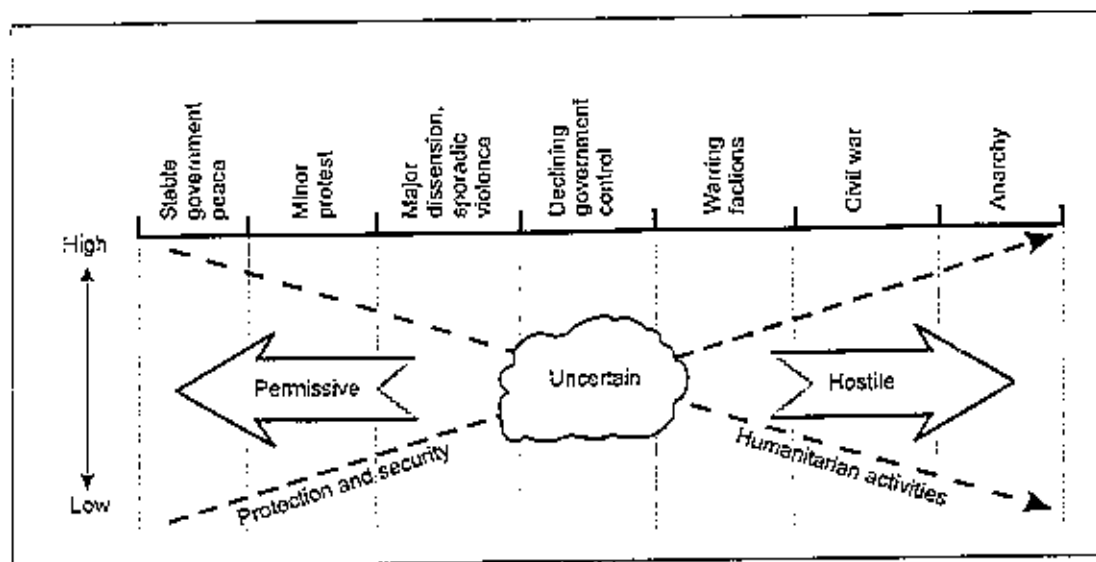 Stable
government
peace
Minor
protest
Major
dissension,
sporadic
violence
Declining
government
control
Warring
factions
Civil war
Anarchy
High
Low
Permissive
Uncertain
Hostile
Protection and security
Humanitarian activities